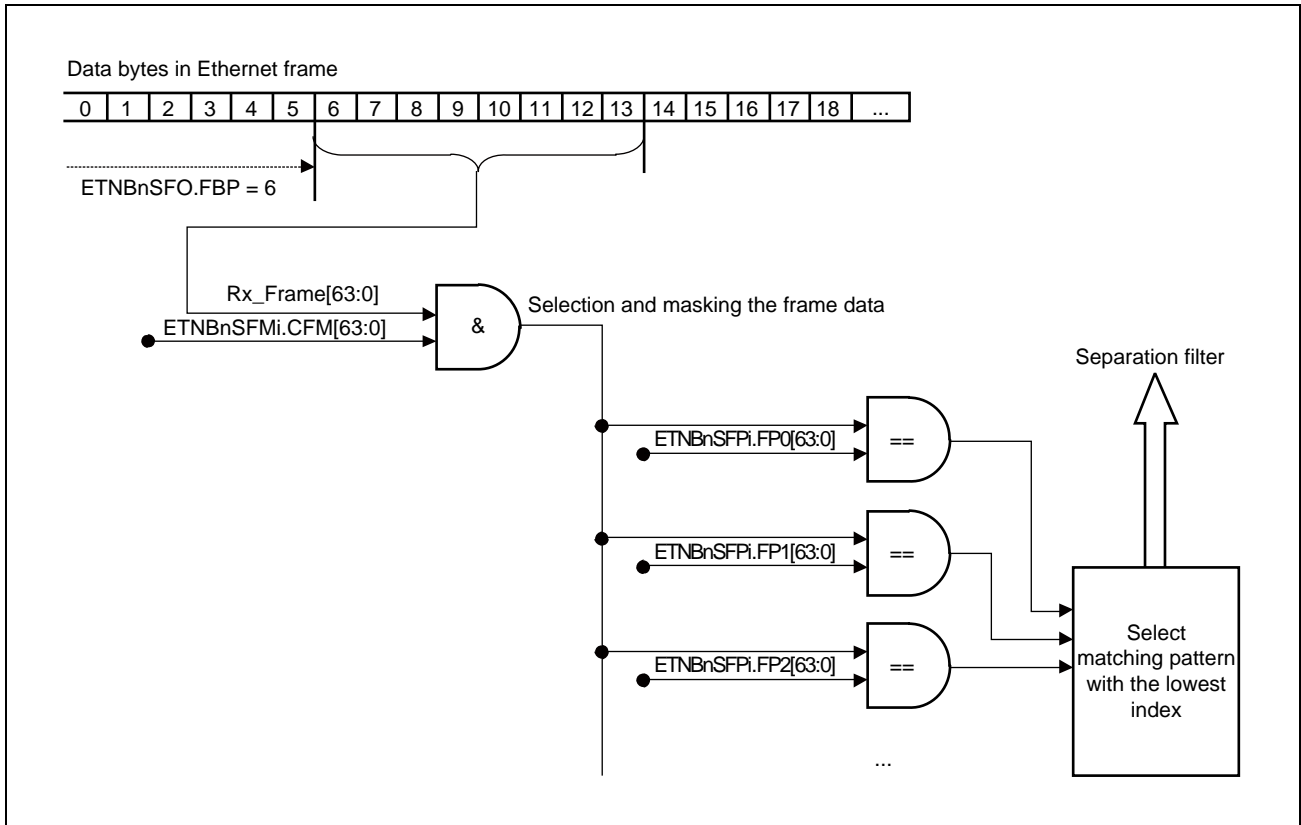 Data bytes in Ethernet frame
0 1 2 3 4 5 6 7 8 9 10 11 12 13 14 15 16 17 18 ...
ETNBnSFO.FBP = 6
Rx_Frame[63:0]
ETNBnSFMi.CFM[63:0]
&
Selection and masking the frame data
Separation filter
ETNBnSFPi.FP0[63:0]
==
ETNBnSFPi.FP1[63:0]
==
ETNBnSFPi.FP2[63:0]
==
Select
matching pattern
with the lowest
index
...